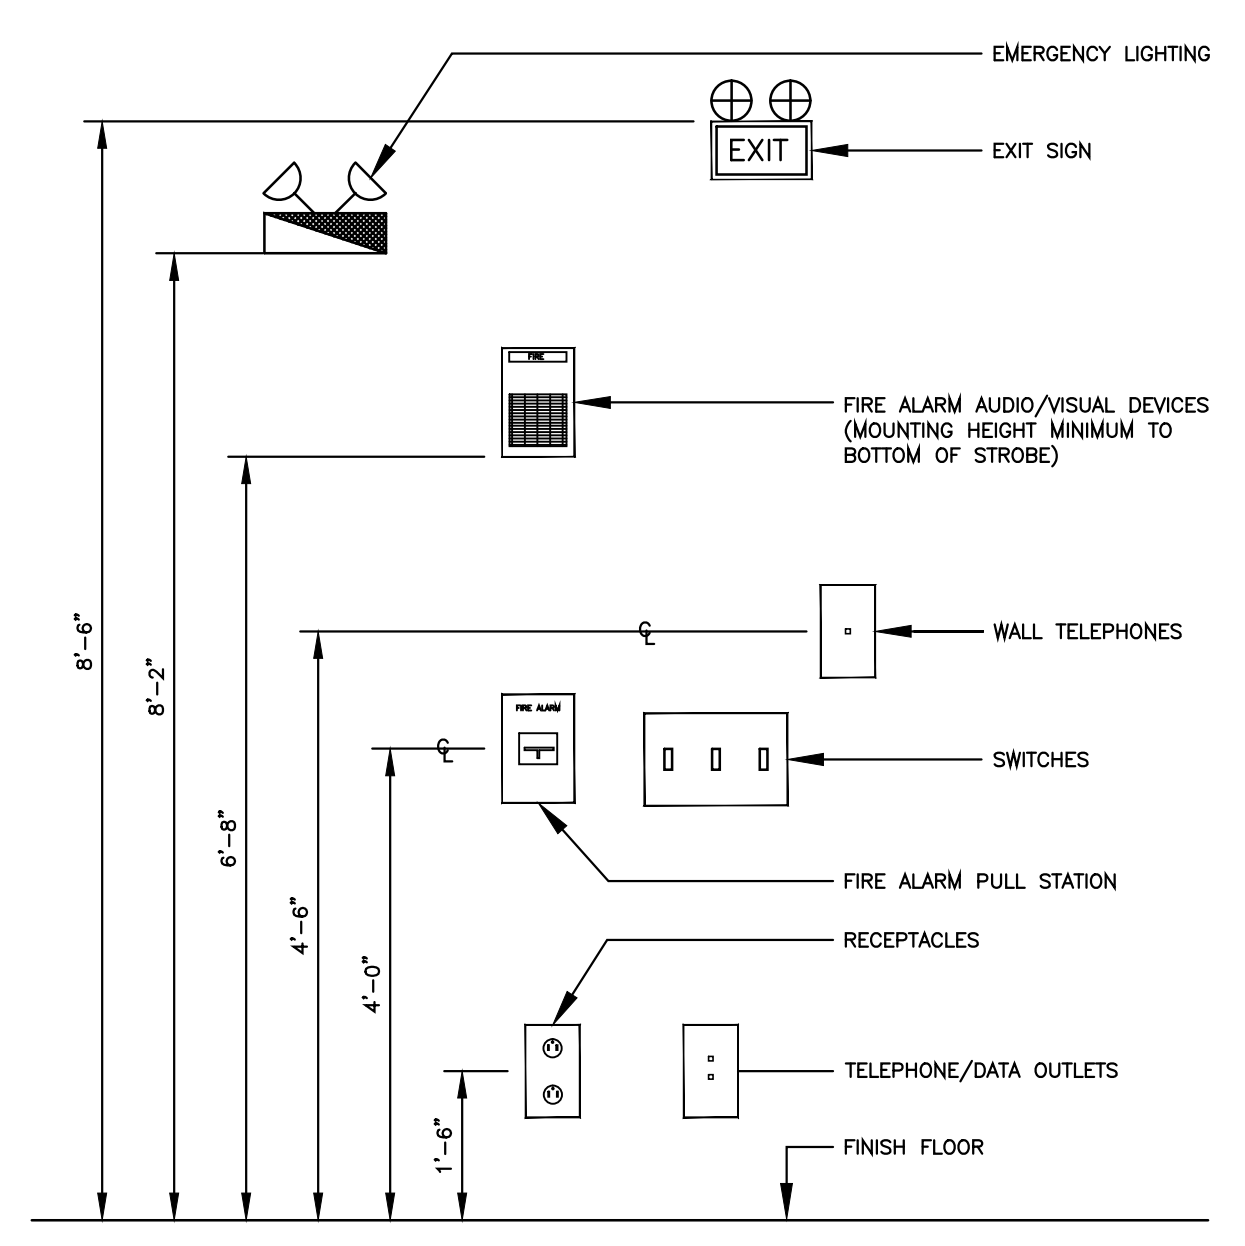 EMERGENCY LIGHTING
EXIT
EXIT SIGN
FIRE
FIRE ALARM AUDIO/VISUAL DEVICES
(MOUNTING HEIGHT MINIMUM TO
BOTTOM OF STROBE)
8'-6"
8'-2"
CL
WALL TELEPHONES
FIRE ALARM
CL
SWITCHES
6'-8"
4'-6"
FIRE ALARM PULL STATION
RECEPTACLES
4'-0"
TELEPHONE/DATA OUTLETS
1'-6"
FINISH FLOOR